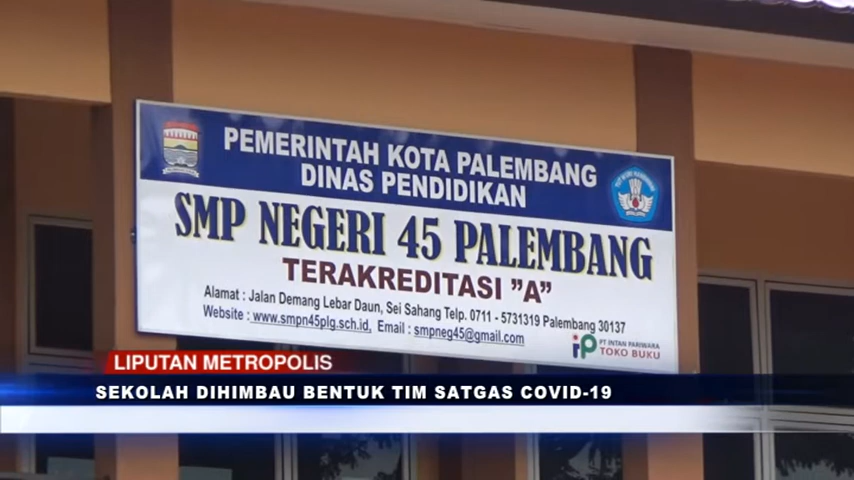 PEMERINTAH KOTA PALEMBANG
DINAS PENDIDIKAN
SMP NEGERI 45 PALEMBANG
TERAKREDITASI "A"
Alamat : Jalan Demang Lebar Daun, Sei Sahang Telp. 0711 - 5731319 Palembang 30137
Website : www.smpn45plg.sch.id, Email : smpneg45@gmail.com
PT INTAN PARIWARA
TOKO BUKU
LIPUTAN METROPOLIS
SEKOLAH DIHIMBAU BENTUK TIM SATGAS COVID-19